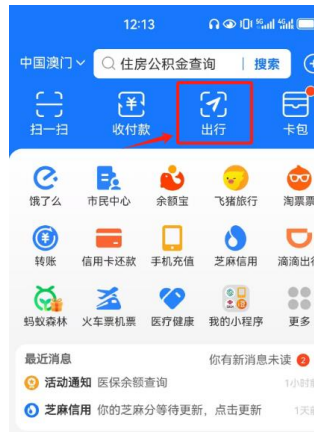 12:13
中国澳门 住房公积金查询 搜索
扫一扫 收付款 出行 卡包
饿了么 市民中心 余额宝 飞猪旅行 淘票票
转账 信用卡还款 手机充值 芝麻信用 滴滴出行
蚂蚁森林 火车票机票 医疗健康 我的小程序 更多
最近消息 你有新消息未读 2
活动通知 医保余额查询 1小时前
芝麻信用 你的芝麻分等待更新，点击更新 1天前